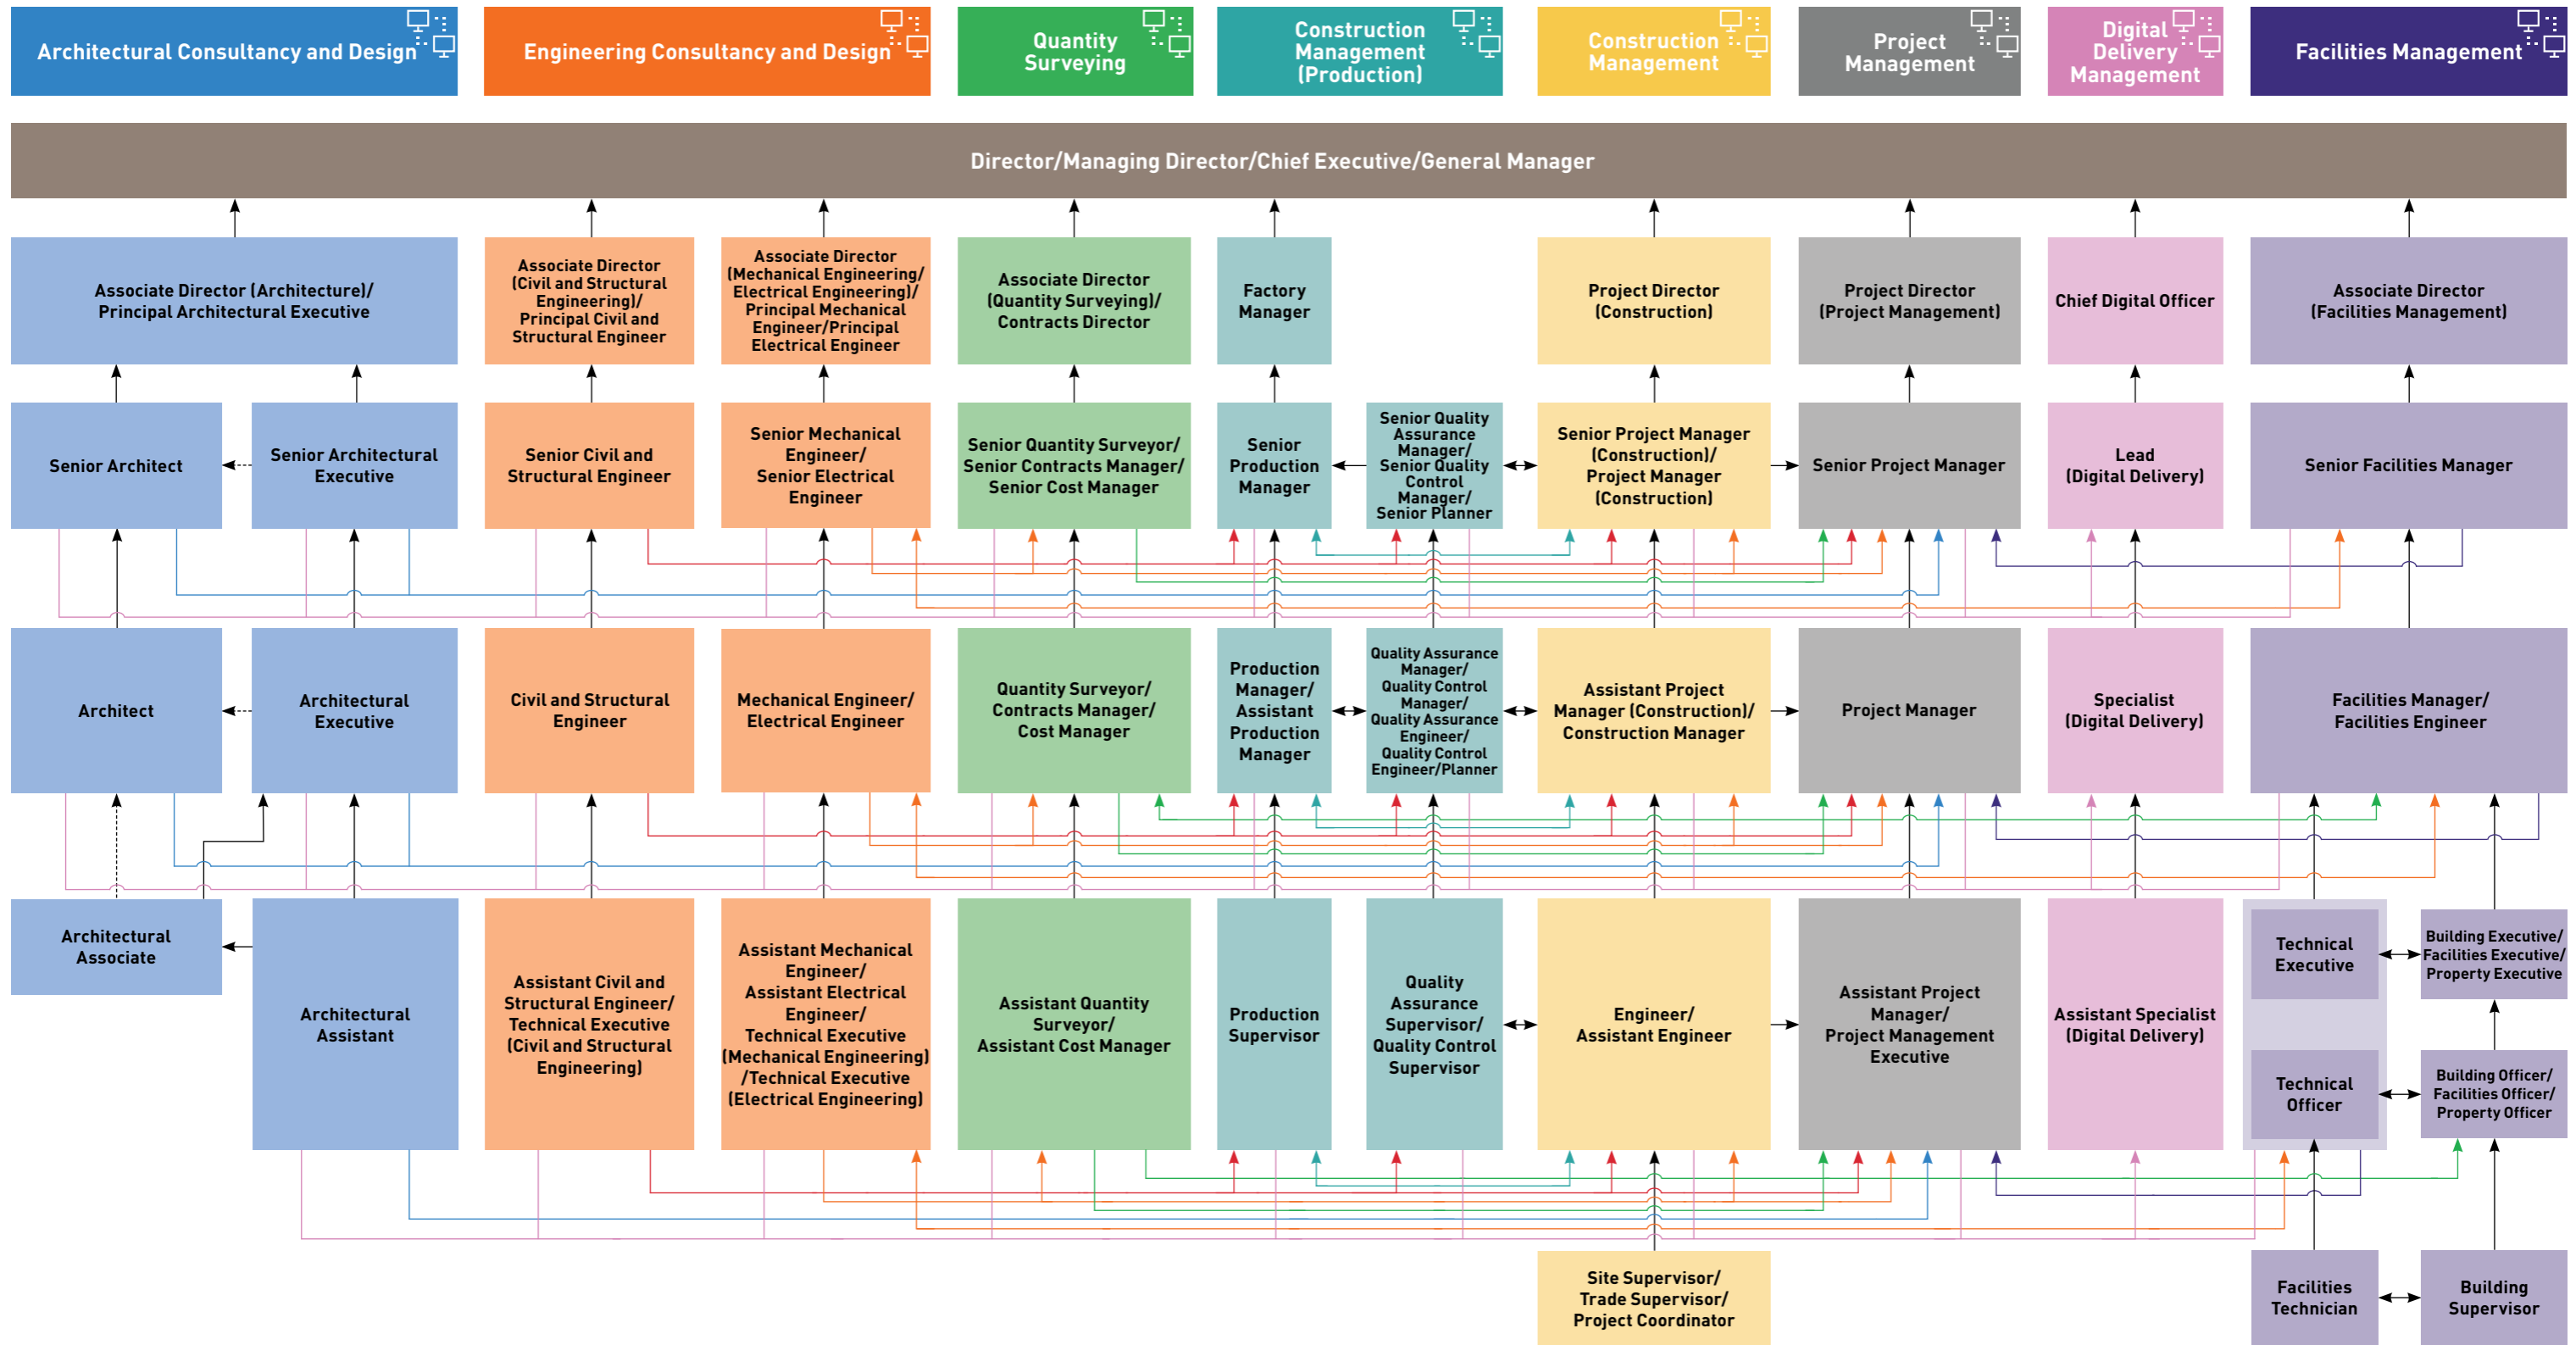 Architectural Consultancy and Design
Engineering Consultancy and Design
Quantity
Surveying
Construction
Management
(Production)
Construction
Management
Project
Management
Digital
Delivery
Management
Facilities Management
Director/Managing Director/Chief Executive/General Manager
Associate Director (Architecture)/
Principal Architectural Executive
Associate Director
(Civil and Structural
Engineering)/
Principal Civil and
Structural Engineer
Associate Director
(Mechanical Engineering/
Electrical Engineering)/
Principal Mechanical
Engineer/Principal
Electrical Engineer
Associate Director
(Quantity Surveying)/
Contracts Director
Factory
Manager
Project Director
(Construction)
Project Director
(Project Management)
Chief Digital Officer
Associate Director
(Facilities Management)
Senior Architect
Senior Architectural
Executive
Senior Civil and
Structural Engineer
Senior Mechanical
Engineer/
Senior Electrical
Engineer
Senior Quantity Surveyor/
Senior Contracts Manager/
Senior Cost Manager
Senior
Production
Manager
Senior Quality
Assurance
Manager/
Senior Quality
Control
Manager/
Senior Planner
Senior Project Manager
(Construction)/
Project Manager
(Construction)
Senior Project Manager
Lead
(Digital Delivery)
Senior Facilities Manager
Architect
Architectural
Executive
Civil and Structural
Engineer
Mechanical Engineer/
Electrical Engineer
Quantity Surveyor/
Contracts Manager/
Cost Manager
Production
Manager/
Assistant
Production
Manager
Quality Assurance
Manager/
Quality Control
Manager/
Quality Assurance
Engineer/
Quality Control
Engineer/Planner
Assistant Project
Manager (Construction)/
Construction Manager
Project Manager
Specialist
(Digital Delivery)
Facilities Manager/
Facilities Engineer
Architectural
Associate
Architectural
Assistant
Assistant Civil and
Structural Engineer/
Technical Executive
(Civil and Structural
Engineering)
Assistant Mechanical
Engineer/
Assistant Electrical
Engineer/
Technical Executive
(Mechanical Engineering)
/Technical Executive
(Electrical Engineering)
Assistant Quantity
Surveyor/
Assistant Cost Manager
Production
Supervisor
Quality
Assurance
Supervisor/
Quality Control
Supervisor
Engineer/
Assistant Engineer
Assistant Project
Manager/
Project Management
Executive
Assistant Specialist
(Digital Delivery)
Technical
Executive
Building Executive/
Facilities Executive/
Property Executive
Technical
Officer
Building Officer/
Facilities Officer/
Property Officer
Site Supervisor/
Trade Supervisor/
Project Coordinator
Facilities
Technician
Building
Supervisor